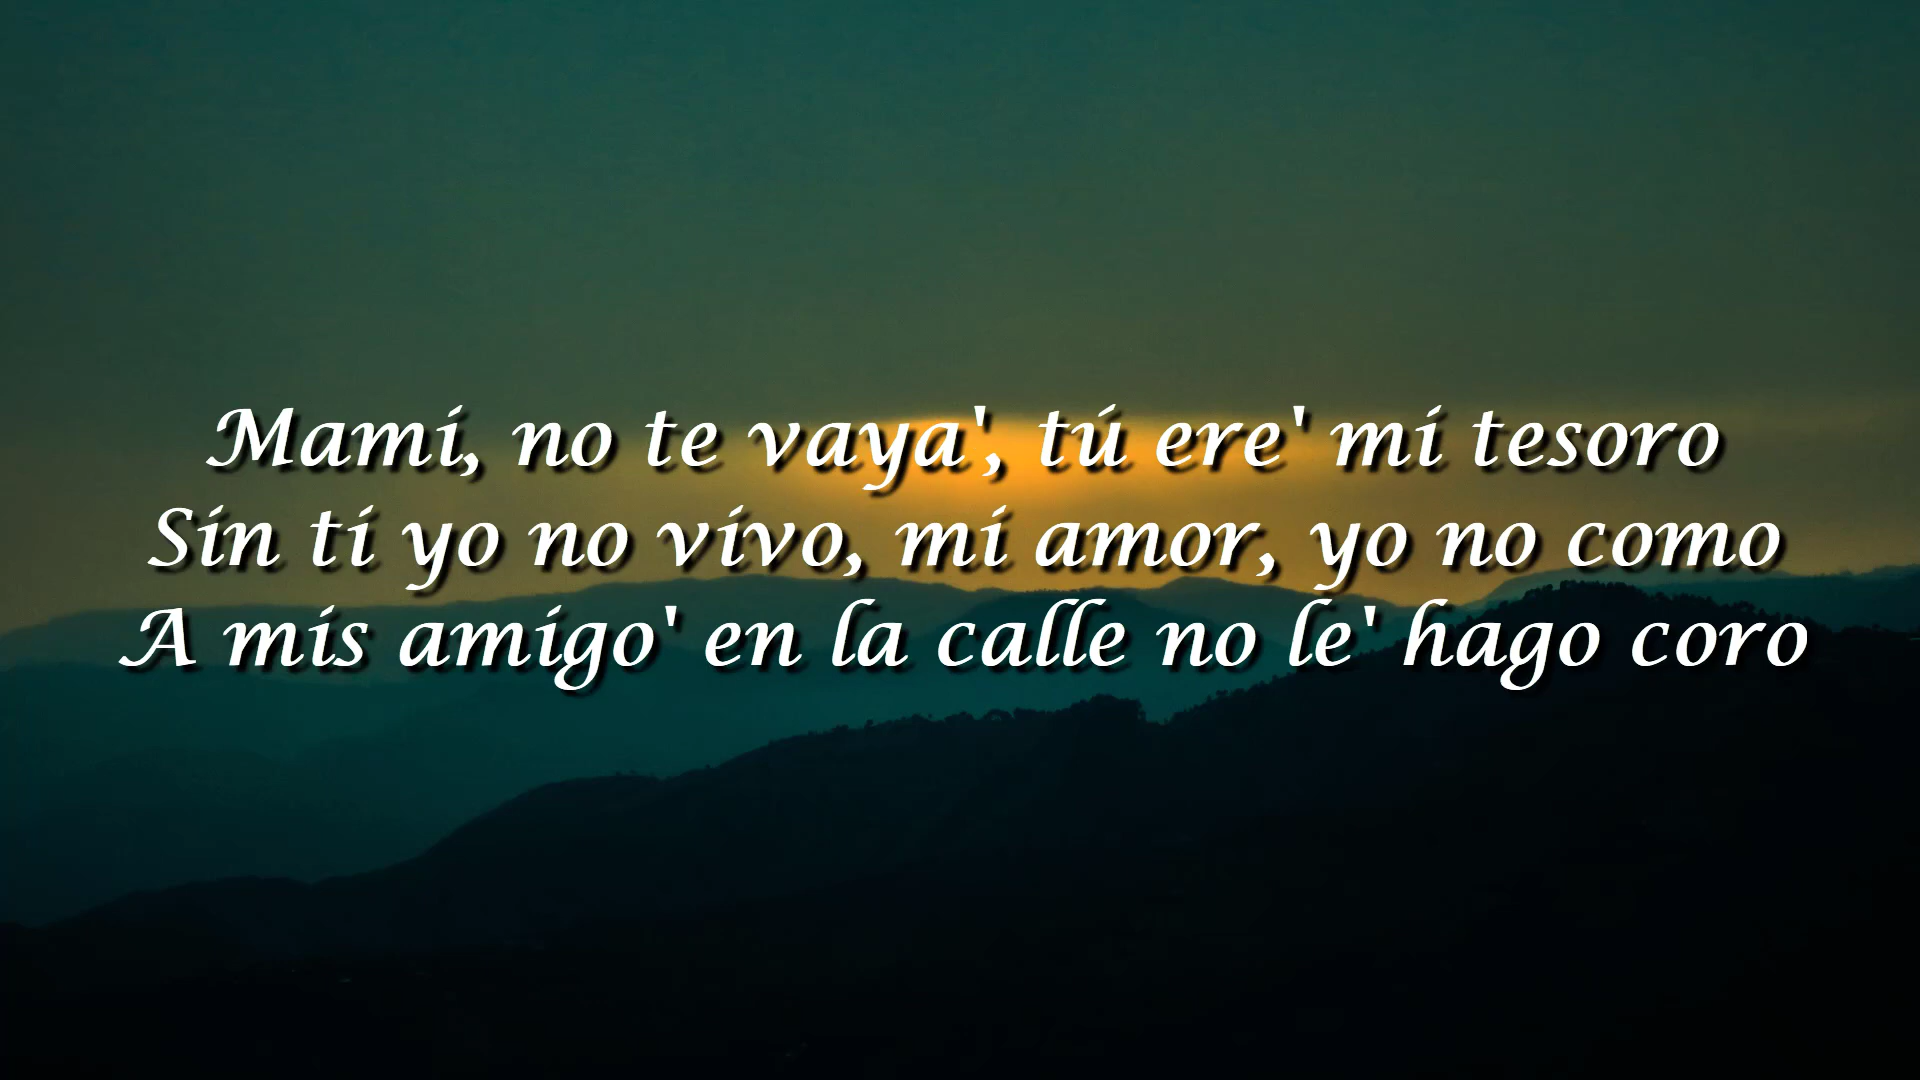 Mami, no te vaya', tú ere' mi tesoro
Sin ti yo no vivo, mi amor, yo no como
A mis amigo' en la calle no le' hago coro